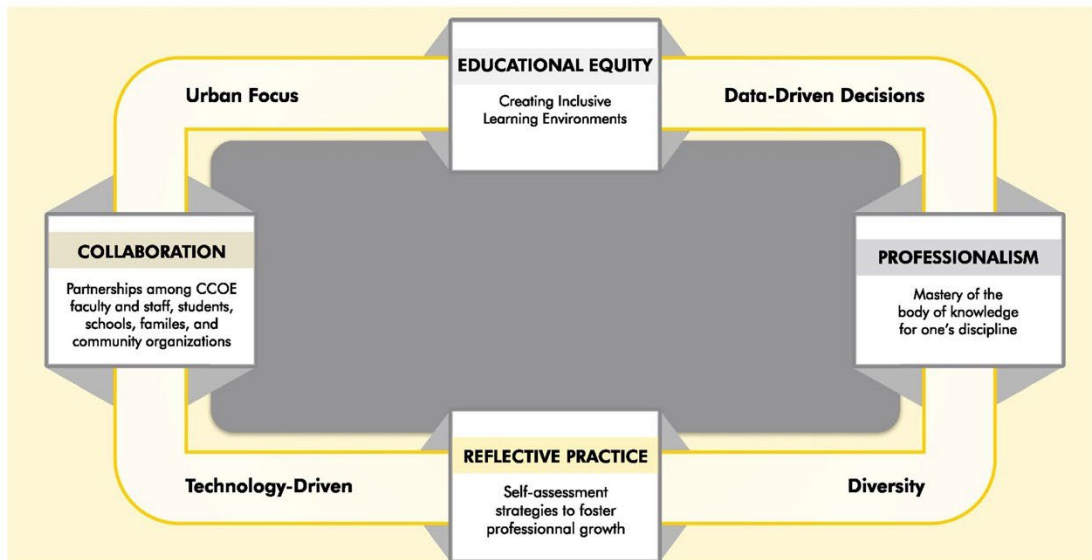 EDUCATIONAL EQUITY
Creating Inclusive
Learning Environments
Urban Focus
Data-Driven Decisions
COLLABORATION
Partnerships among CCOE
faculty and staff, students,
schools, familes, and
community organizations
PROFESSIONALISM
Mastery of the
body of knowledge
for one's discipline
REFLECTIVE PRACTICE
Self-assessment
strategies to foster
professionnal growth
Technology-Driven
Diversity